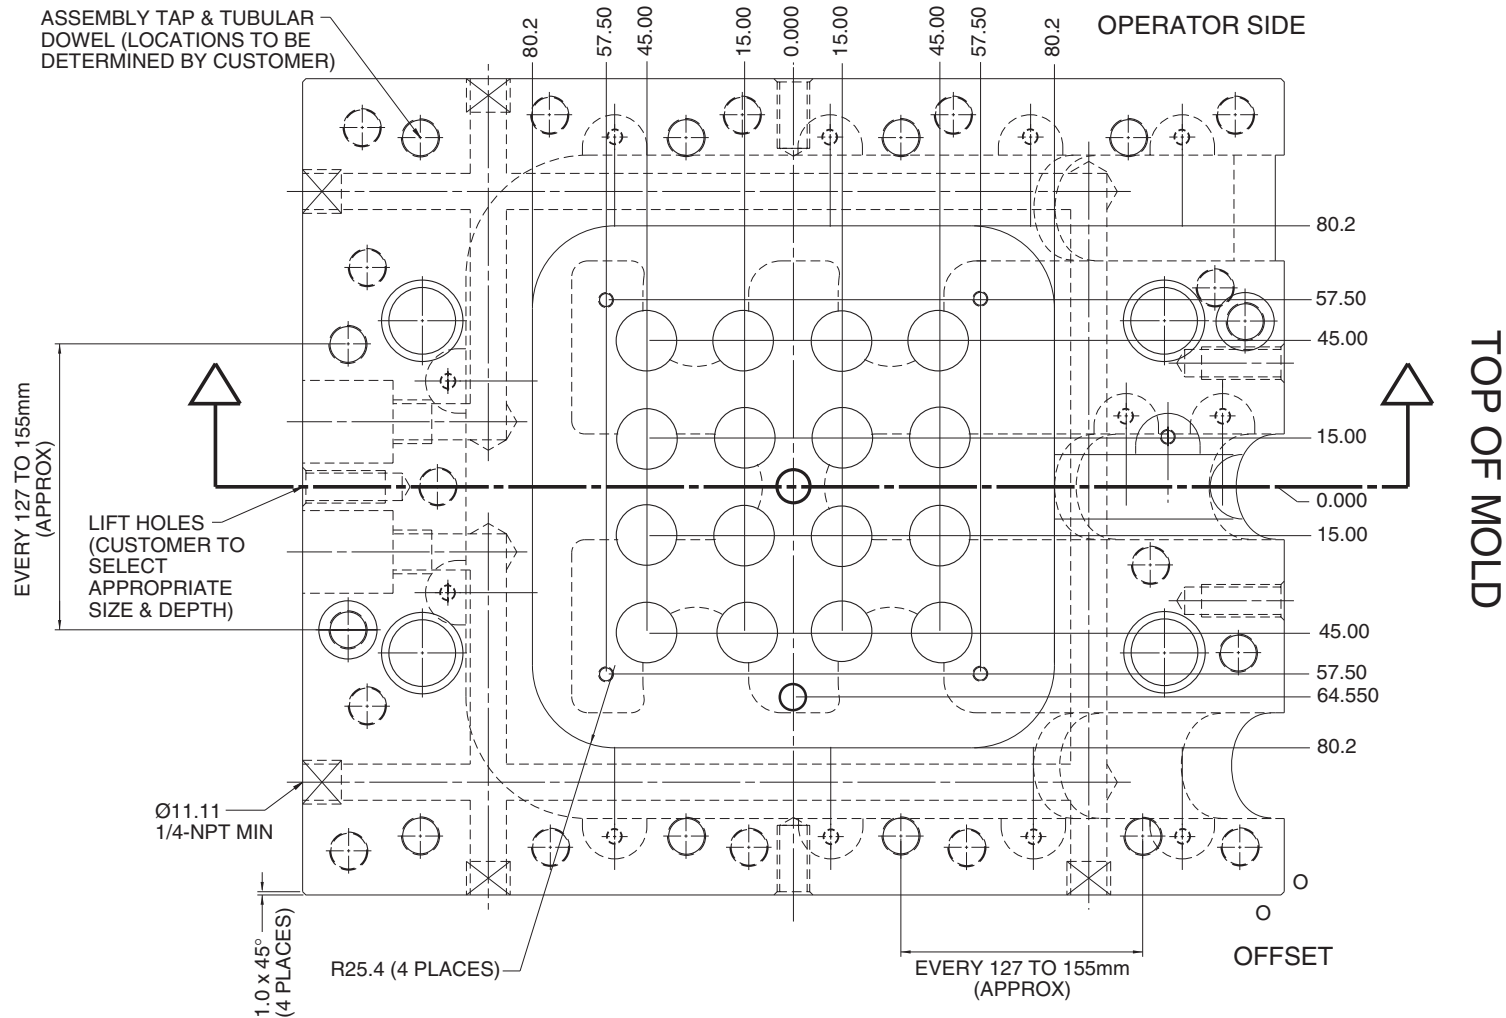 ASSEMBLY TAP & TUBULAR
DOWEL (LOCATIONS TO BE
DETERMINED BY CUSTOMER)
80.2
57.50
45.00
15.00
0.000
15.00
45.00
57.50
80.2
OPERATOR SIDE
80.2
57.50
45.00
15.00
0.000
15.00
45.00
57.50
64.550
80.2
TOP OF MOLD
EVERY 127 TO 155mm
(APPROX)
LIFT HOLES
(CUSTOMER TO
SELECT
APPROPRIATE
SIZE & DEPTH)
Ø11.11
1/4-NPT MIN
1.0 x 45°
(4 PLACES)
R25.4 (4 PLACES)
EVERY 127 TO 155mm
(APPROX)
O
O
OFFSET